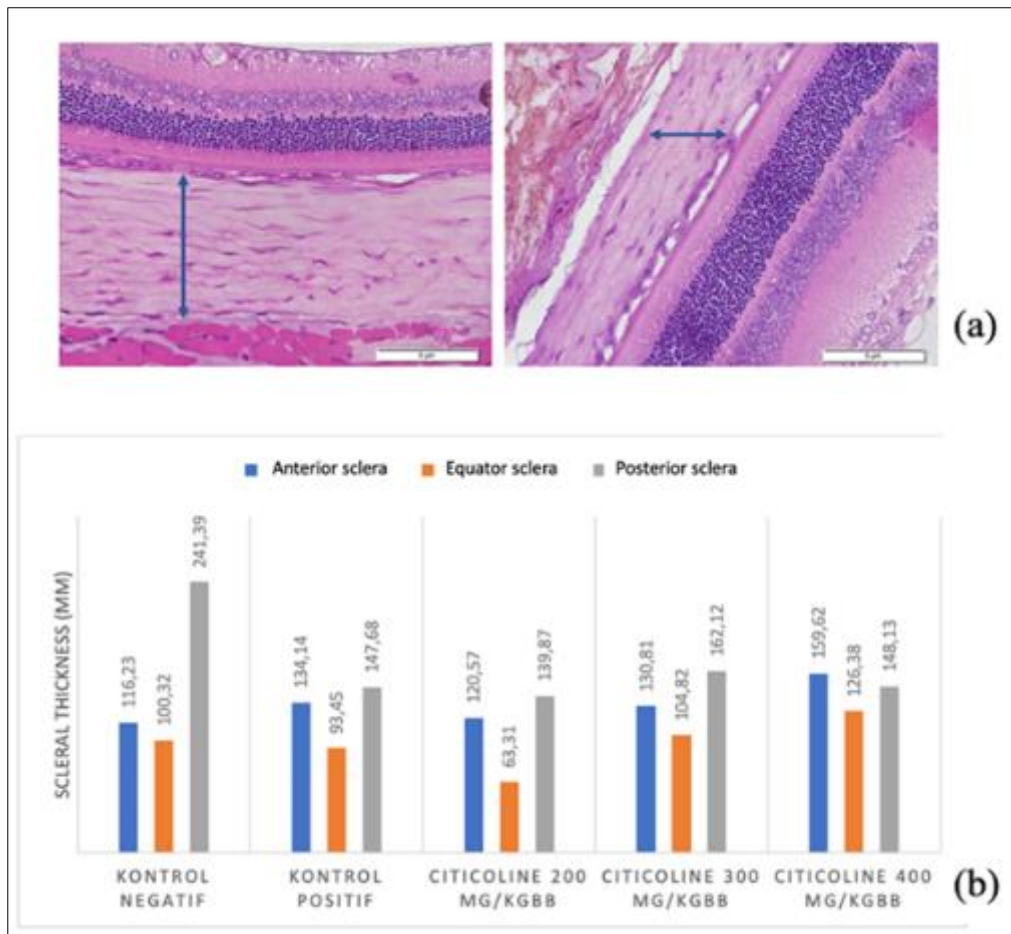 (a)
Anterior sclera Equator sclera Posterior sclera
SCLERAL THICKNESS (MM)
116,23 100,32 241,39
134,14 93,45 147,68
120,57 63,31 139,87
130,81 104,82 162,12
159,62 126,38 148,13
KONTROL
NEGATIF
KONTROL
POSITIF
CITICOLINE 200
MG/KGBB
CITICOLINE 300
MG/KGBB
CITICOLINE 400
MG/KGBB
(b)